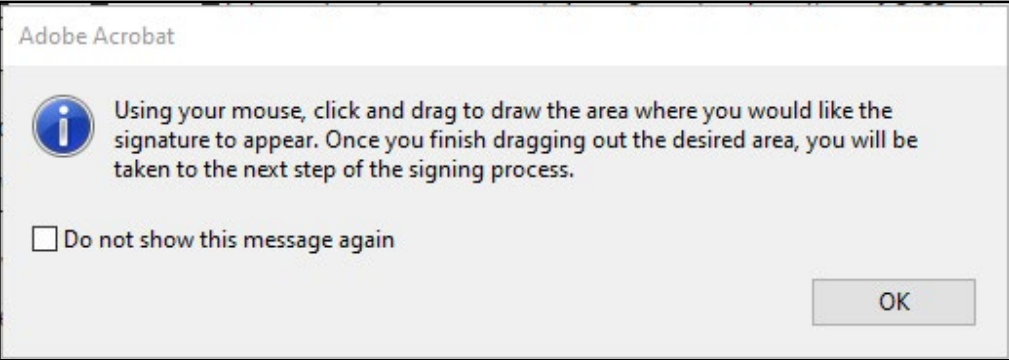 Adobe Acrobat
Using your mouse, click and drag to draw the area where you would like the
signature to appear. Once you finish dragging out the desired area, you will be
taken to the next step of the signing process.
Do not show this message again
OK